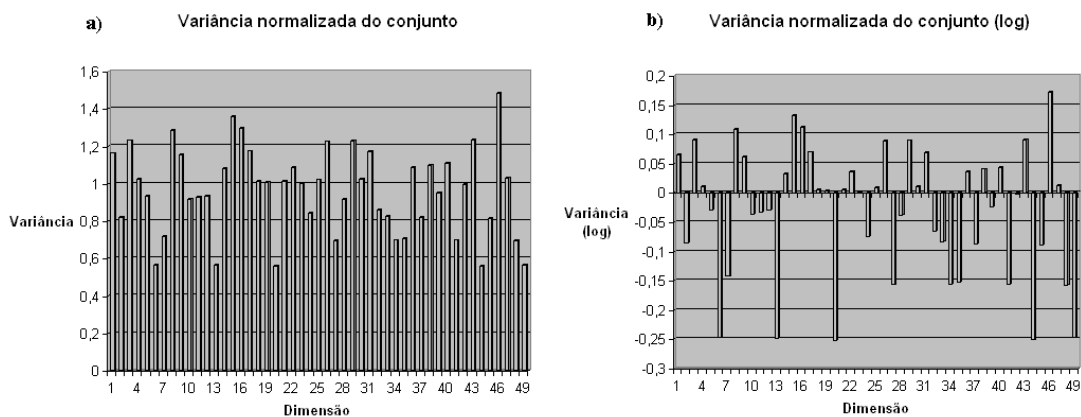 a)
Variância normalizada do conjunto
1,6
1,4
1,2
1
0,8
0,6
0,4
0,2
0
Variância
1 4 7 10 13 16 19 22 25 28 31 34 37 40 43 46 49
Dimensão
b)
Variância normalizada do conjunto (log)
0,2
0,15
0,1
0,05
0
-0,05
-0,1
-0,15
-0,2
-0,25
-0,3
Variância
(log)
1 4 7 10 13 16 19 22 25 28 31 34 37 40 43 46 49
Dimensão